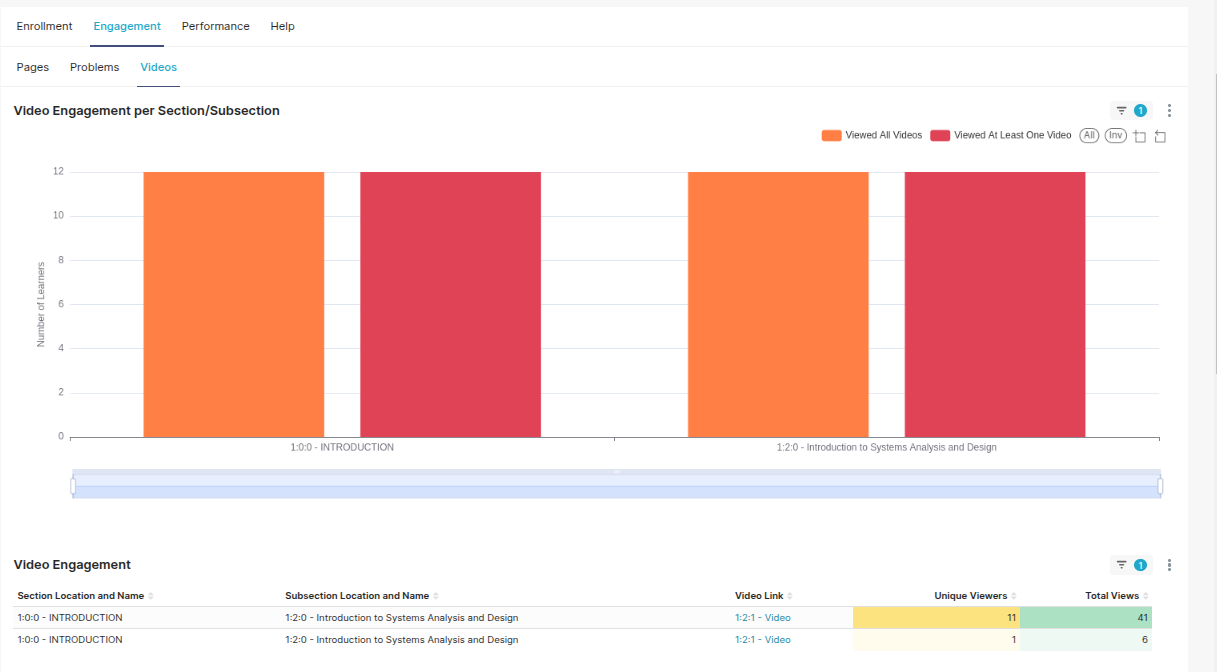 Enrollment Engagement Performance Help
Pages Problems Videos
Video Engagement per Section/Subsection 1
Viewed All Videos Viewed At Least One Video All Inv
12
10
8
6
4
2
0
Number of Learners
1:0:0 - INTRODUCTION 1:2:0 - Introduction to Systems Analysis and Design
Video Engagement 1
Section Location and Name Subsection Location and Name Video Link Unique Viewers Total Views
1:0:0 - INTRODUCTION 1:2:0 - Introduction to Systems Analysis and Design 1:2:1 - Video 11 41
1:0:0 - INTRODUCTION 1:2:0 - Introduction to Systems Analysis and Design 1:2:1 - Video 1 6